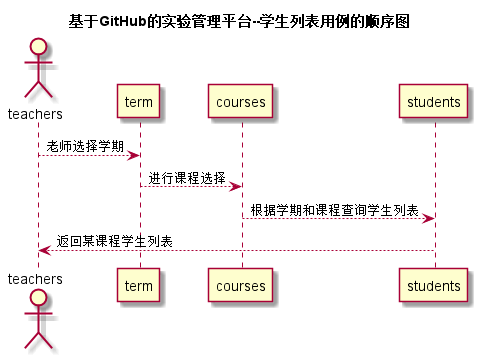 基于GitHub的实验管理平台--学生列表用例的顺序图
teachers
term
courses
students
老师选择学期
进行课程选择
根据学期和课程查询学生列表
返回某课程学生列表
teachers
term
courses
students